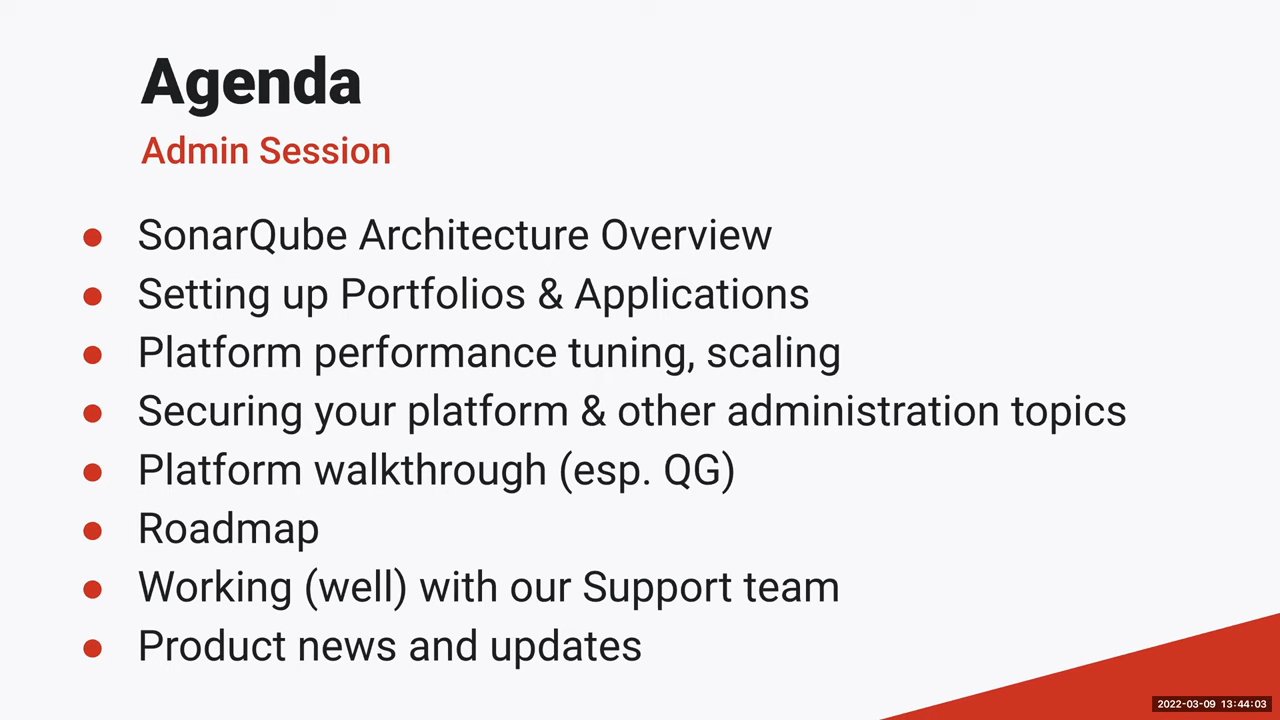 Agenda
Admin Session
● SonarQube Architecture Overview
● Setting up Portfolios & Applications
● Platform performance tuning, scaling
● Securing your platform & other administration topics
● Platform walkthrough (esp. QG)
● Roadmap
● Working (well) with our Support team
● Product news and updates
2022-03-09 13:44:03